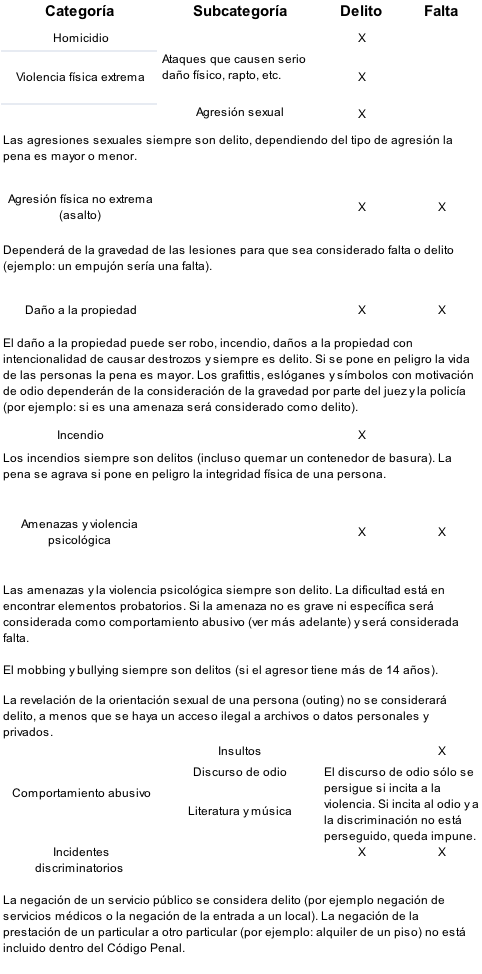 Categoría Subcategoría Delito Falta
Homicidio X
Ataques que causen serio
Violencia física extrema daño físico, rapto, etc. X
Agresión sexual X
Las agresiones sexuales siempre son delito, dependiendo del tipo de agresión la
pena es mayor o menor.
Agresión física no extrema
(asalto) X X
Dependerá de la gravedad de las lesiones para que sea considerado falta o delito
(ejemplo: un empujón sería una falta).
Daño a la propiedad X X
El daño a la propiedad puede ser robo, incendio, daños a la propiedad con
intencionalidad de causar destrozos y siempre es delito. Si se pone en peligro la vida
de las personas la pena es mayor. Los grafittis, eslóganes y símbolos con motivación
de odio dependerán de la consideración de la gravedad por parte del juez y la policía
(por ejemplo: si es una amenaza será considerado como delito).
Incendio X
Los incendios siempre son delitos (incluso quemar un contenedor de basura). La
pena se agrava si pone en peligro la integridad física de una persona.
Amenazas y violencia
psicológica X X
Las amenazas y la violencia psicológica siempre son delito. La dificultad está en
encontrar elementos probatorios. Si la amenaza no es grave ni específica será
considerada como comportamiento abusivo (ver más adelante) y será considerada
falta.
El mobbing y bullying siempre son delitos (si el agresor tiene más de 14 años).
La revelación de la orientación sexual de una persona (outing) no se considerará
delito, a menos que se haya un acceso ilegal a archivos o datos personales y
privados.
Insultos X
Comportamiento abusivo
Discurso de odio
Literatura y música
El discurso de odio sólo se
persigue si incita a la
violencia. Si incita al odio y a
la discriminación no está
perseguido, queda impune.
Incidentes
discriminatorios X X
La negación de un servicio público se considera delito (por ejemplo negación de
servicios médicos o la negación de la entrada a un local). La negación de la
prestación de un particular a otro particular (por ejemplo: alquiler de un piso) no está
incluido dentro del Código Penal.